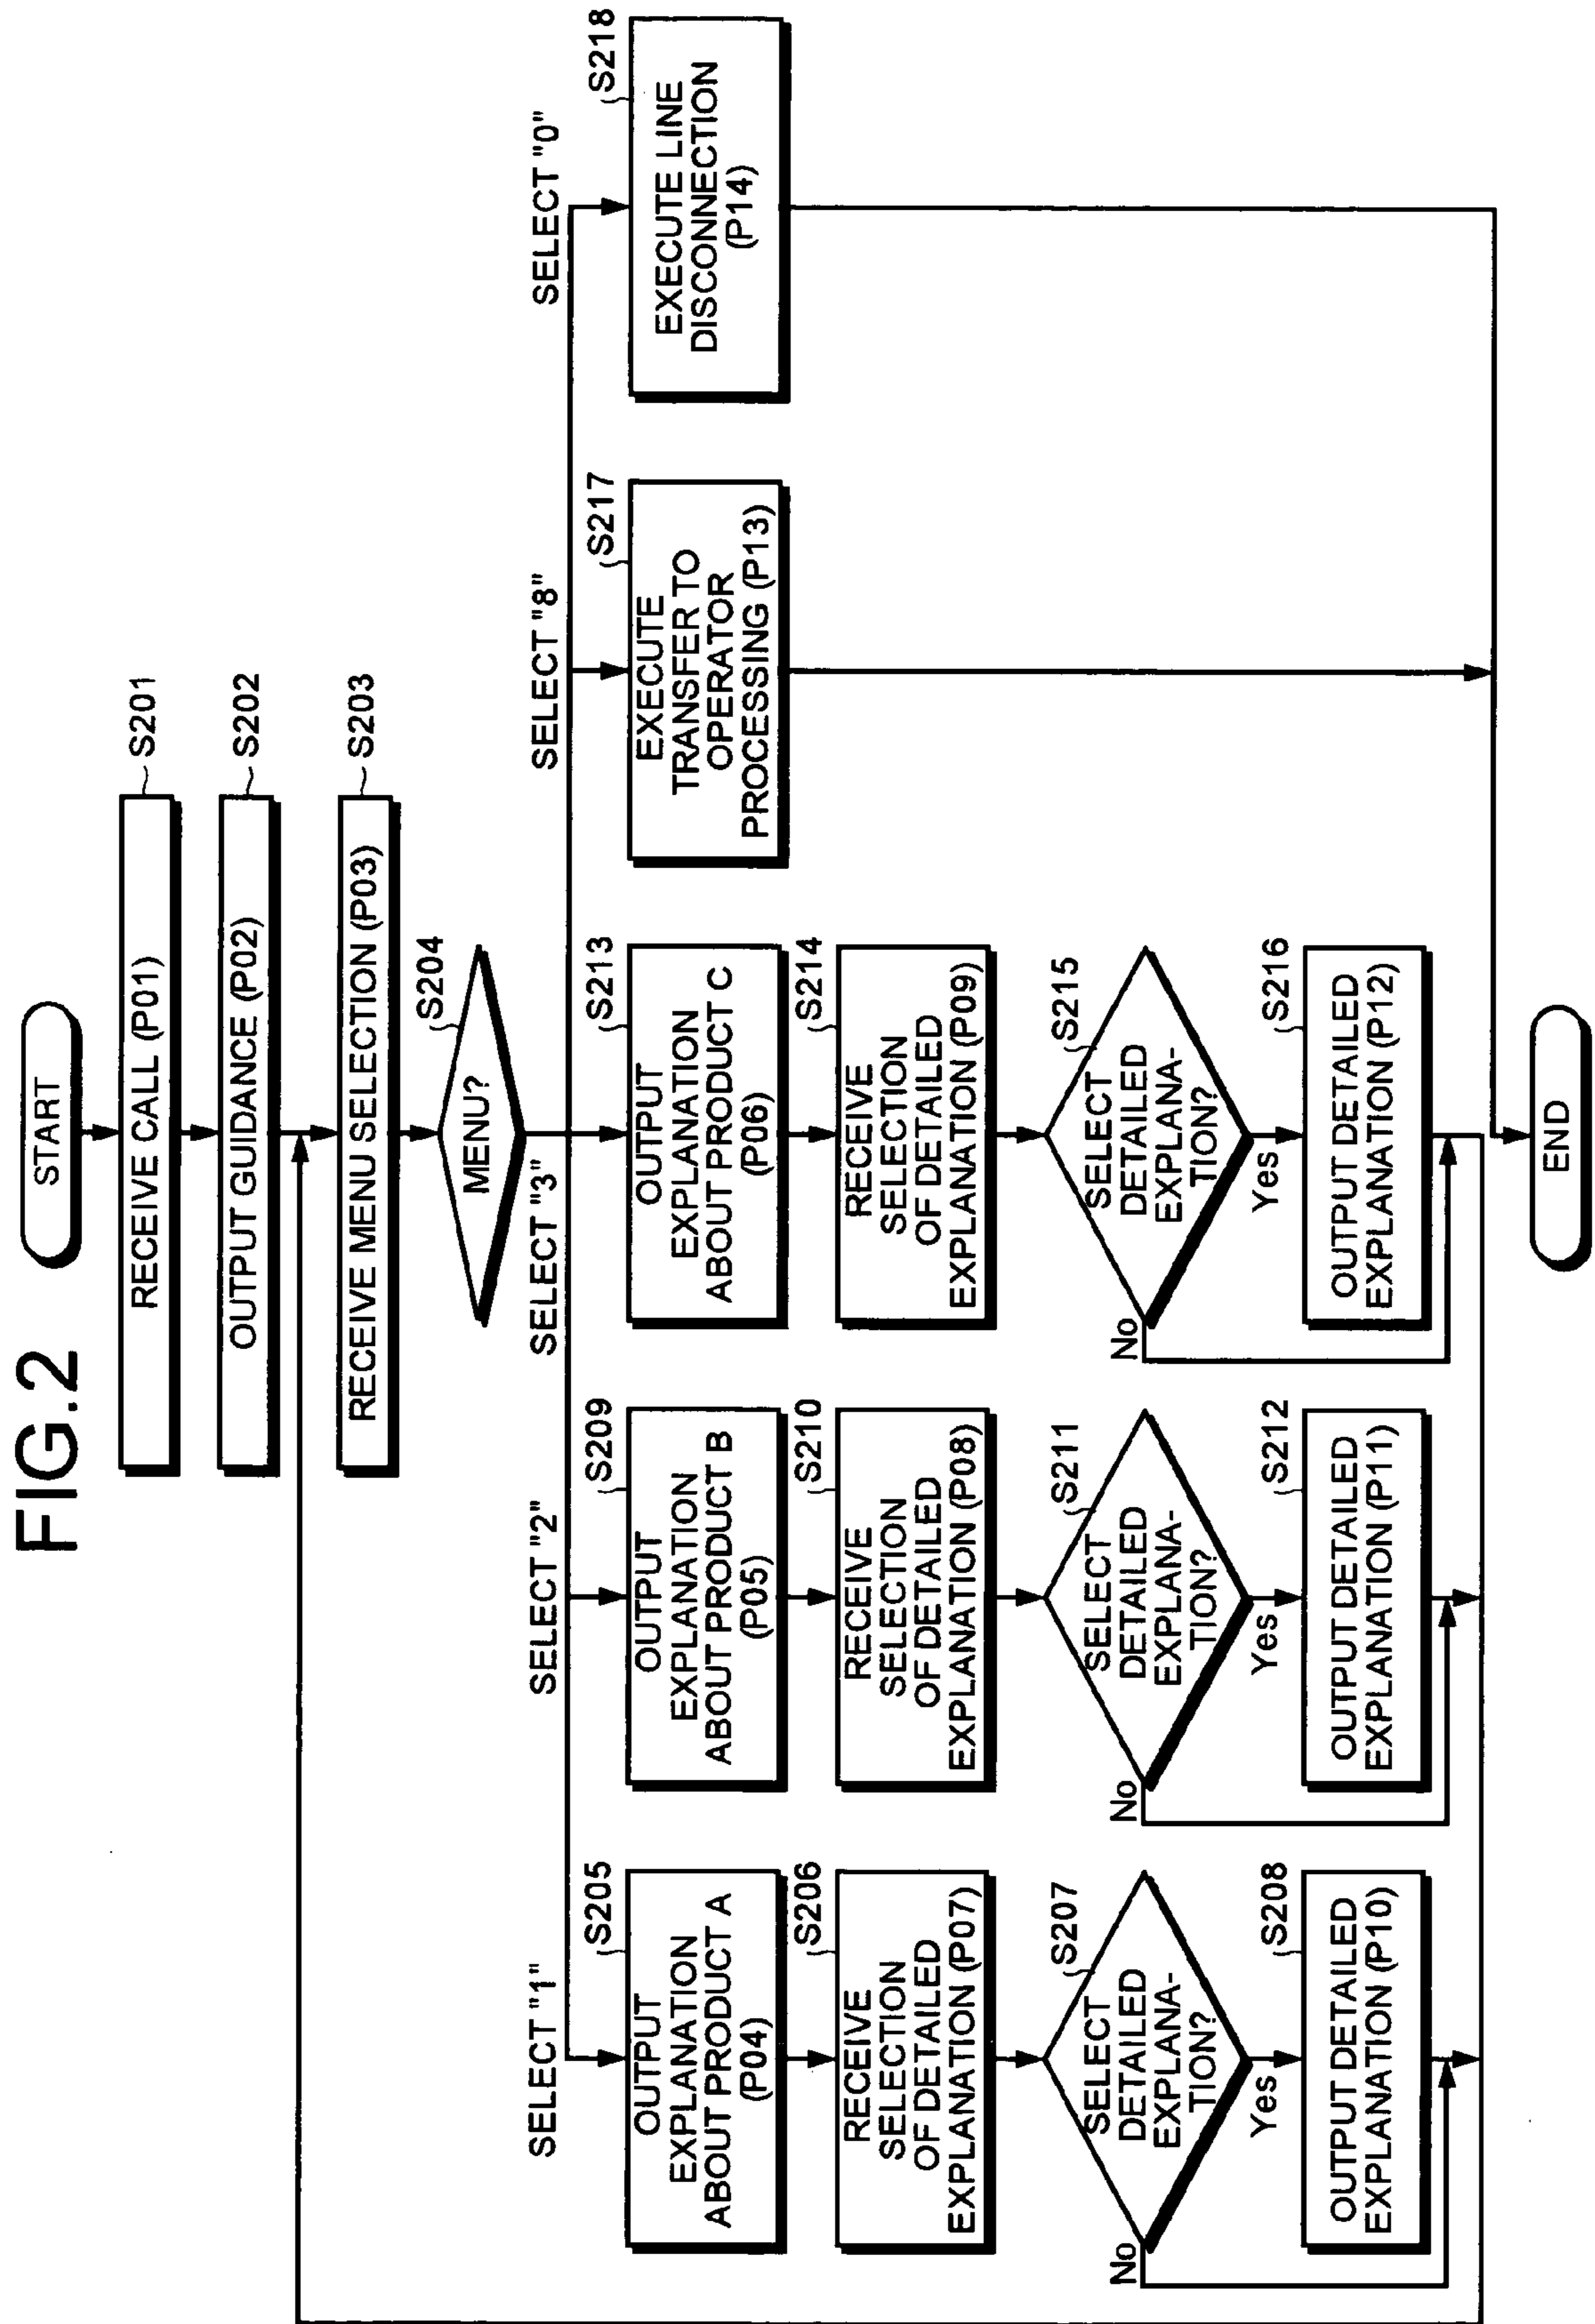 FIG.2
START
RECEIVE CALL (P01)
S201
OUTPUT GUIDANCE (P02)
S202
RECEIVE MENU SELECTION (P03)
S203
MENU?
S204
SELECT "1"
SELECT "2"
SELECT "3"
SELECT "8"
SELECT "0"
S205
OUTPUT
EXPLANATION
ABOUT PRODUCT A
(P04)
S206
RECEIVE
SELECTION
OF DETAILED
EXPLANATION (P07)
S207
SELECT
DETAILED
EXPLANA-
TION?
No
Yes
S208
OUTPUT DETAILED
EXPLANATION (P10)
S209
OUTPUT
EXPLANATION
ABOUT PRODUCT B
(P05)
S210
RECEIVE
SELECTION
OF DETAILED
EXPLANATION (P08)
S211
SELECT
DETAILED
EXPLANA-
TION?
No
Yes
S212
OUTPUT DETAILED
EXPLANATION (P11)
S213
OUTPUT
EXPLANATION
ABOUT PRODUCT C
(P06)
S214
RECEIVE
SELECTION
OF DETAILED
EXPLANATION (P09)
S215
SELECT
DETAILED
EXPLANA-
TION?
No
Yes
S216
OUTPUT DETAILED
EXPLANATION (P12)
S217
EXECUTE
TRANSFER TO
OPERATOR
PROCESSING (P13)
S218
EXECUTE LINE
DISCONNECTION
(P14)
END